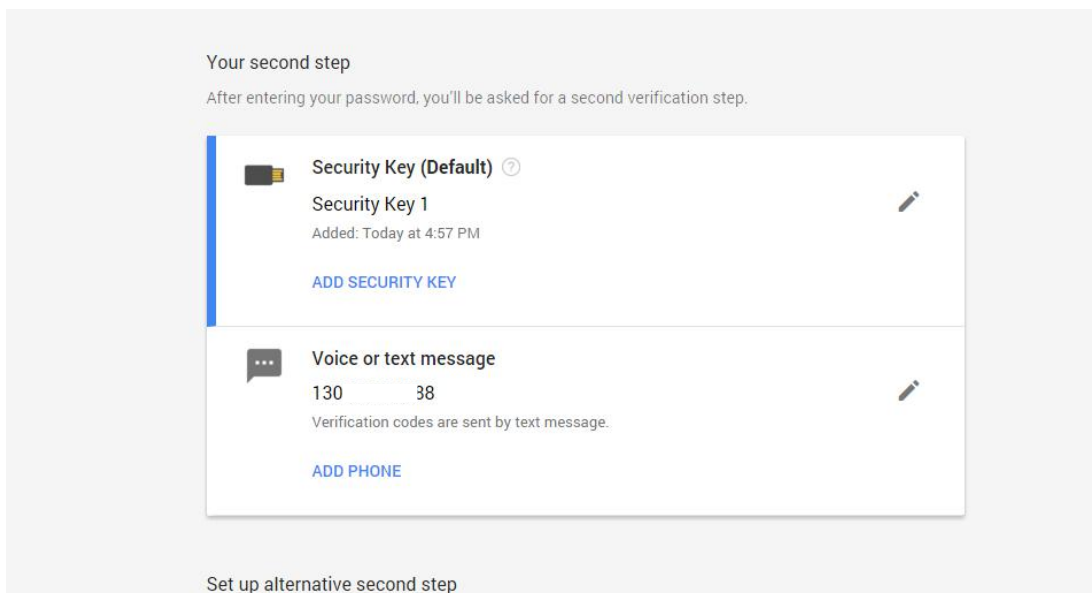 Your second step
After entering your password, you'll be asked for a second verification step.
Security Key (Default) ?
Security Key 1
Added: Today at 4:57 PM
ADD SECURITY KEY
Voice or text message
130 38
Verification codes are sent by text message.
ADD PHONE
Set up alternative second step